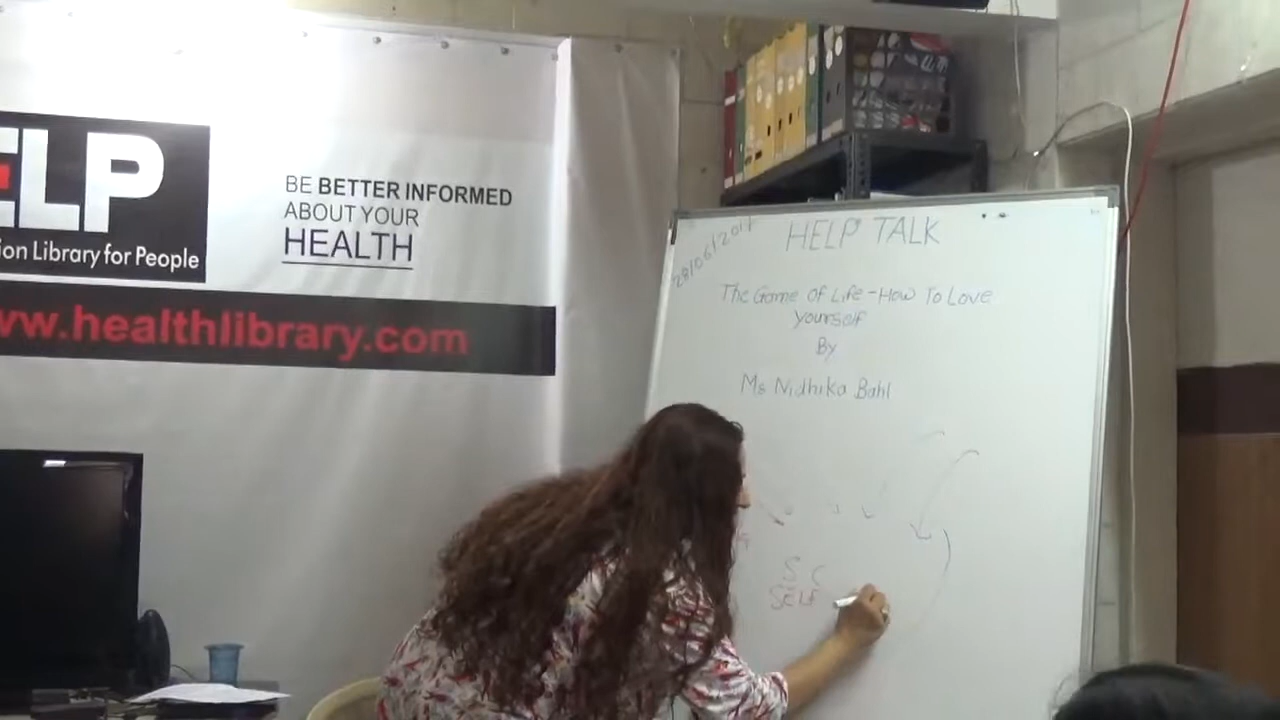 ELP
ion Library for People
BE BETTER INFORMED
ABOUT YOUR
HEALTH
ww.healthlibrary.com
28/06/2017
HELP TALK
The Game Of Life - How To Love
Yourself
By
Ms Nidhika Bahl
S C
SELF